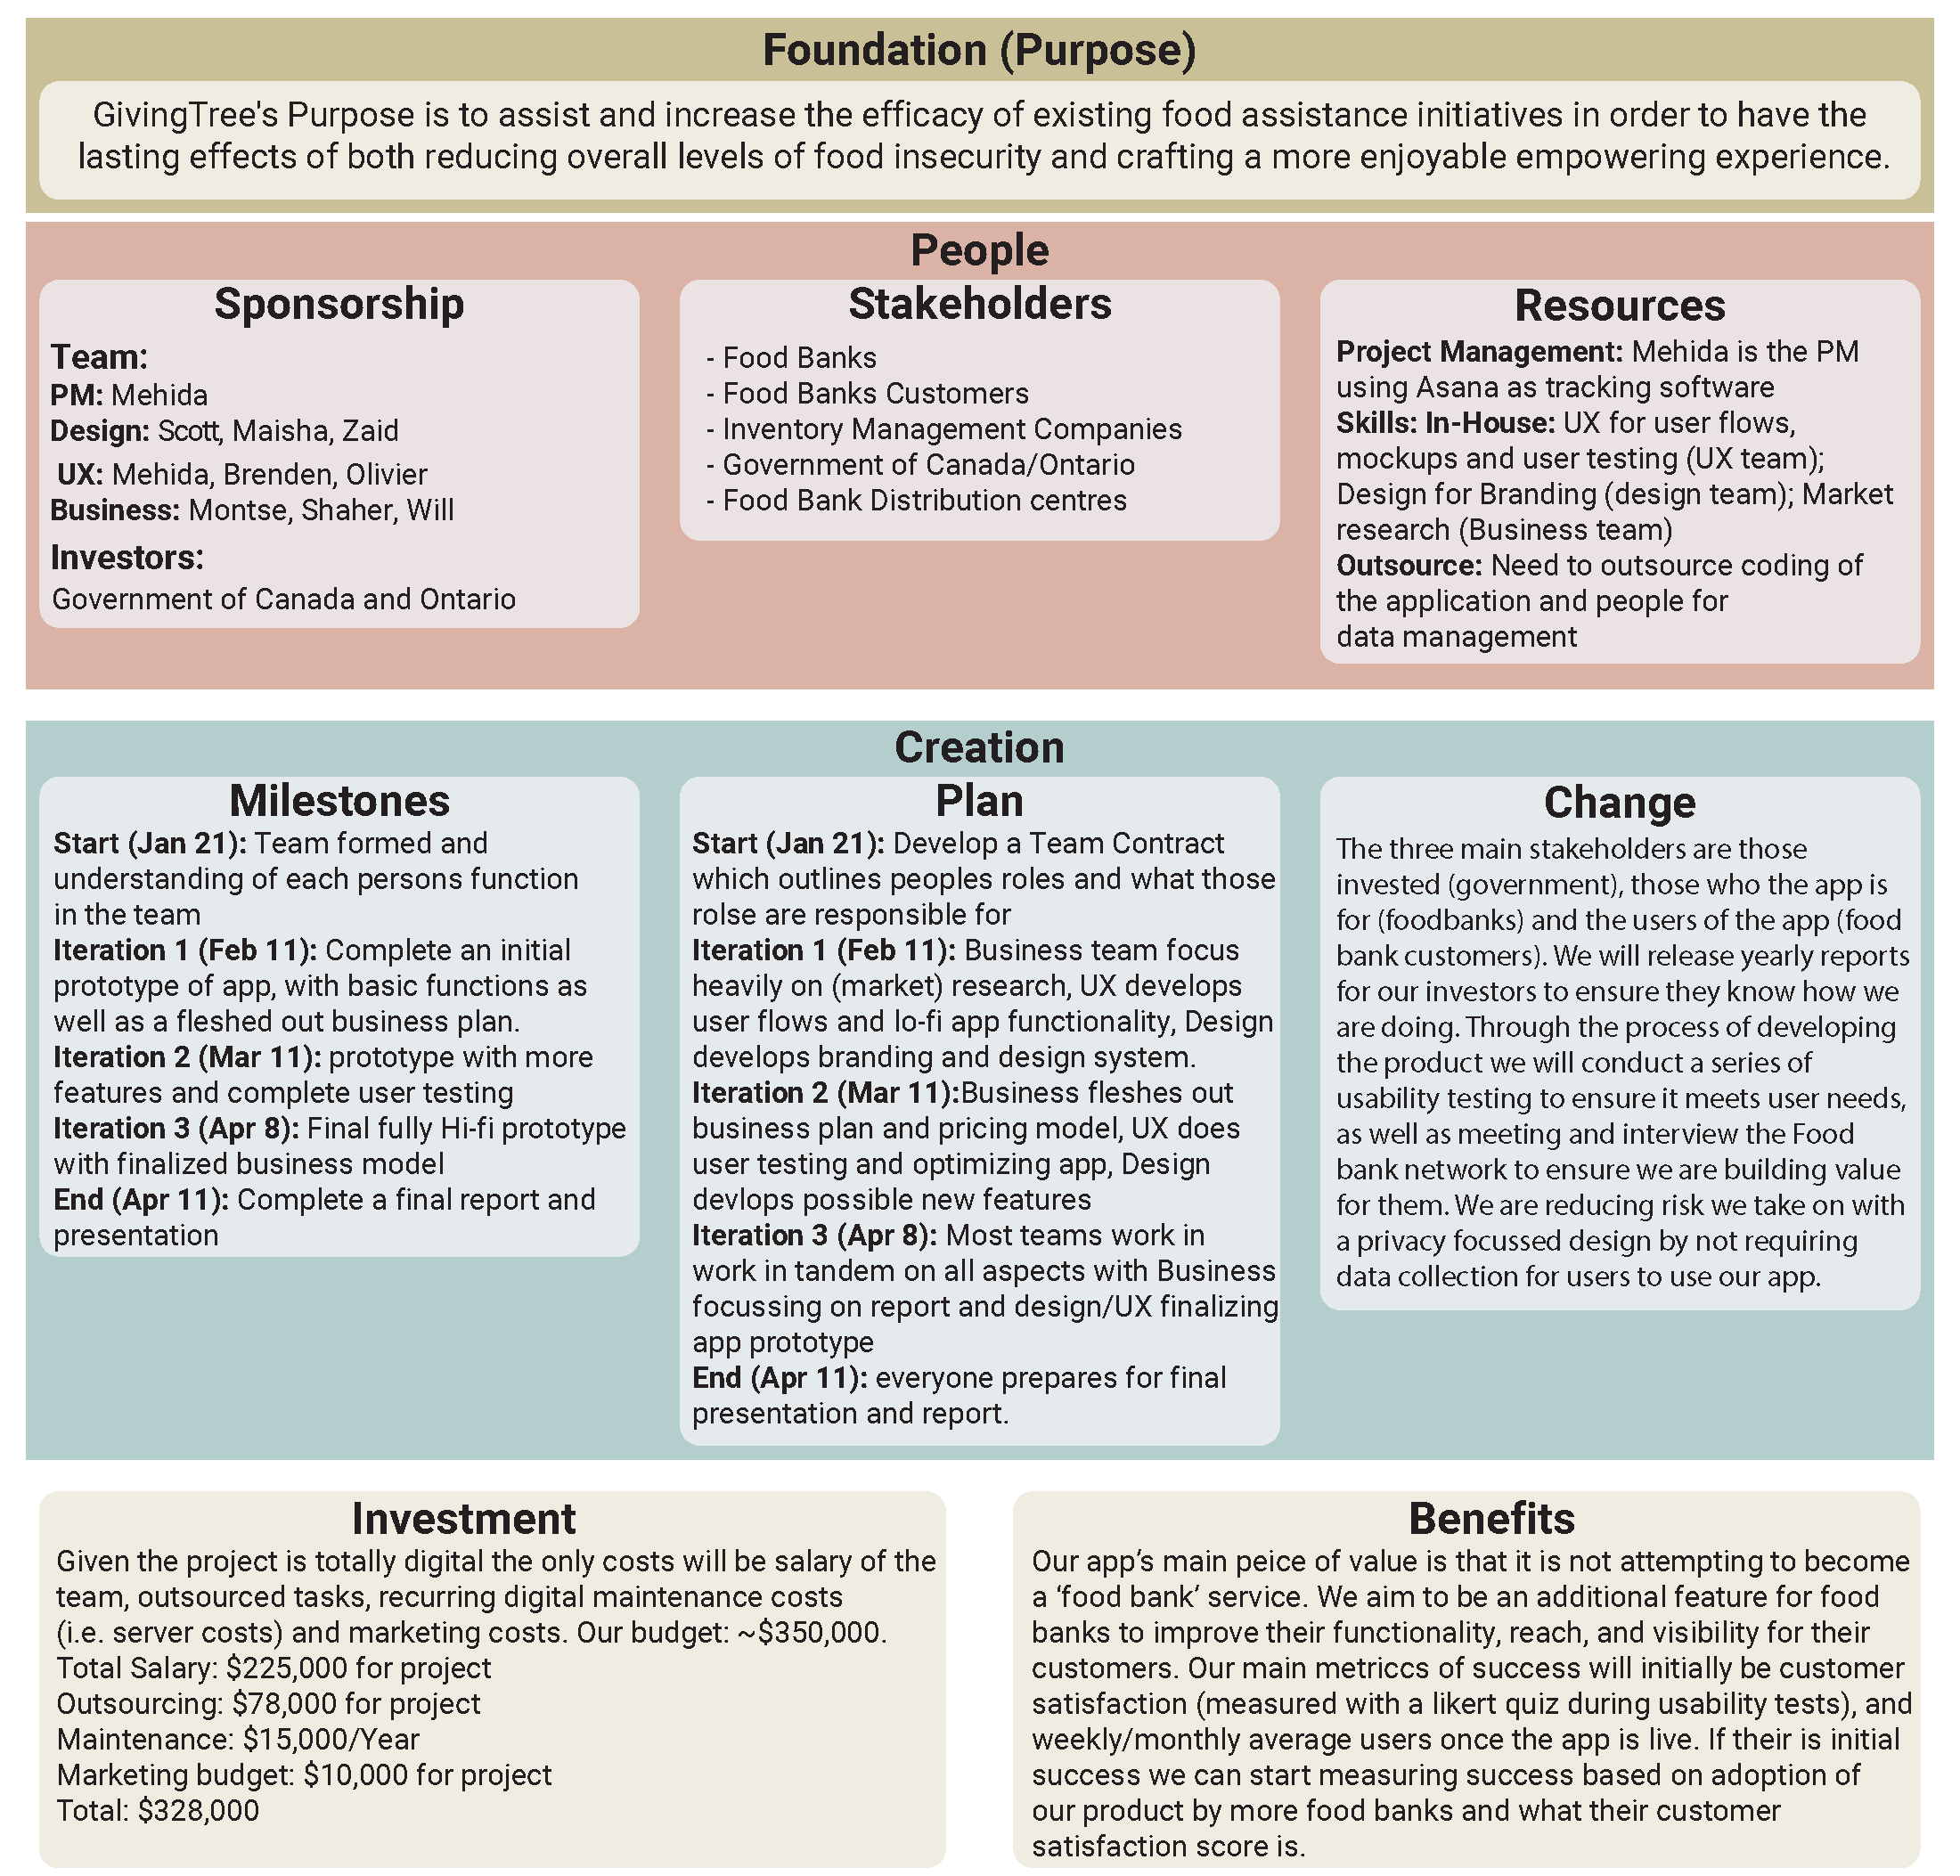 Foundation (Purpose)
GivingTree's Purpose is to assist and increase the efficacy of existing food assistance initiatives in order to have the
lasting effects of both reducing overall levels of food insecurity and crafting a more enjoyable empowering experience.
People
Sponsorship
Team:
PM: Mehida
Design: Scott, Maisha, Zaid
UX: Mehida, Brenden, Olivier
Business: Montse, Shaher, Will
Investors:
Government of Canada and Ontario
Stakeholders
- Food Banks
- Food Banks Customers
- Inventory Management Companies
- Government of Canada/Ontario
- Food Bank Distribution centres
Resources
Project Management: Mehida is the PM
using Asana as tracking software
Skills: In-House: UX for user flows,
mockups and user testing (UX team);
Design for Branding (design team); Market
research (Business team)
Outsource: Need to outsource coding of
the application and people for
data management
Creation
Milestones
Start (Jan 21): Team formed and
understanding of each persons function
in the team
Iteration 1 (Feb 11): Complete an initial
prototype of app, with basic functions as
well as a fleshed out business plan.
Iteration 2 (Mar 11): prototype with more
features and complete user testing
Iteration 3 (Apr 8): Final fully Hi-fi prototype
with finalized business model
End (Apr 11): Complete a final report and
presentation
Plan
Start (Jan 21): Develop a Team Contract
which outlines peoples roles and what those
rolse are responsible for
Iteration 1 (Feb 11): Business team focus
heavily on (market) research, UX develops
user flows and lo-fi app functionality, Design
develops branding and design system.
Iteration 2 (Mar 11):Business fleshes out
business plan and pricing model, UX does
user testing and optimizing app, Design
devlops possible new features
Iteration 3 (Apr 8): Most teams work in
work in tandem on all aspects with Business
focussing on report and design/UX finalizing
app prototype
End (Apr 11): everyone prepares for final
presentation and report.
Change
The three main stakeholders are those
invested (government), those who the app is
for (foodbanks) and the users of the app (food
bank customers). We will release yearly reports
for our investors to ensure they know how we
are doing. Through the process of developing
the product we will conduct a series of
usability testing to ensure it meets user needs,
as well as meeting and interview the Food
bank network to ensure we are building value
for them. We are reducing risk we take on with
a privacy focussed design by not requiring
data collection for users to use our app.
Investment
Given the project is totally digital the only costs will be salary of the
team, outsourced tasks, recurring digital maintenance costs
(i.e. server costs) and marketing costs. Our budget: ~$350,000.
Total Salary: $225,000 for project
Outsourcing: $78,000 for project
Maintenance: $15,000/Year
Marketing budget: $10,000 for project
Total: $328,000
Benefits
Our app's main peice of value is that it is not attempting to become
a 'food bank' service. We aim to be an additional feature for food
banks to improve their functionality, reach, and visibility for their
customers. Our main metriccs of success will initially be customer
satisfaction (measured with a likert quiz during usability tests), and
weekly/monthly average users once the app is live. If their is initial
success we can start measuring success based on adoption of
our product by more food banks and what their customer
satisfaction score is.